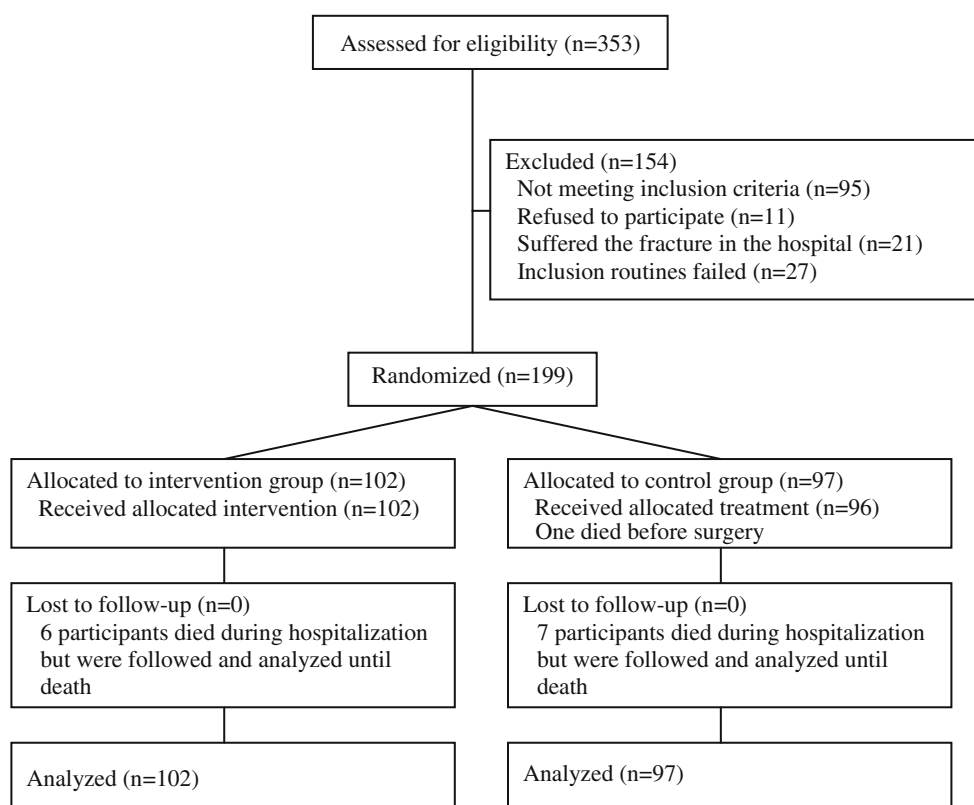 Assessed for eligibility (n=353)
Excluded (n=154)
Not meeting inclusion criteria (n=95)
Refused to participate (n=11)
Suffered the fracture in the hospital (n=21)
Inclusion routines failed (n=27)
Randomized (n=199)
Allocated to intervention group (n=102)
Received allocated intervention (n=102)
Allocated to control group (n=97)
Received allocated treatment (n=96)
One died before surgery
Lost to follow-up (n=0)
6 participants died during hospitalization
but were followed and analyzed until
death
Lost to follow-up (n=0)
7 participants died during hospitalization
but were followed and analyzed until
death
Analyzed (n=102)
Analyzed (n=97)